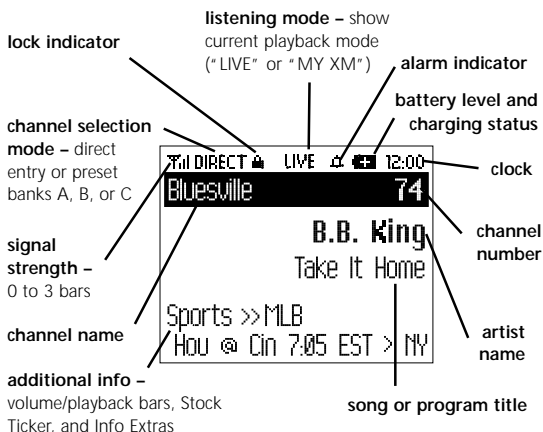 listening mode – show
current playback mode
("LIVE" or "MY XM")
lock indicator
alarm indicator
battery level and
charging status
channel selection
mode – direct
entry or preset
banks A, B, or C
DIRECT LIVE 12:00
clock
Bluesville 74
channel
number
B.B. King
Take It Home
signal
strength –
0 to 3 bars
Sports >>MLB
Hou @ Cin 7:05 EST > NY
channel name
artist
name
additional info –
volume/playback bars, Stock
Ticker, and Info Extras
song or program title